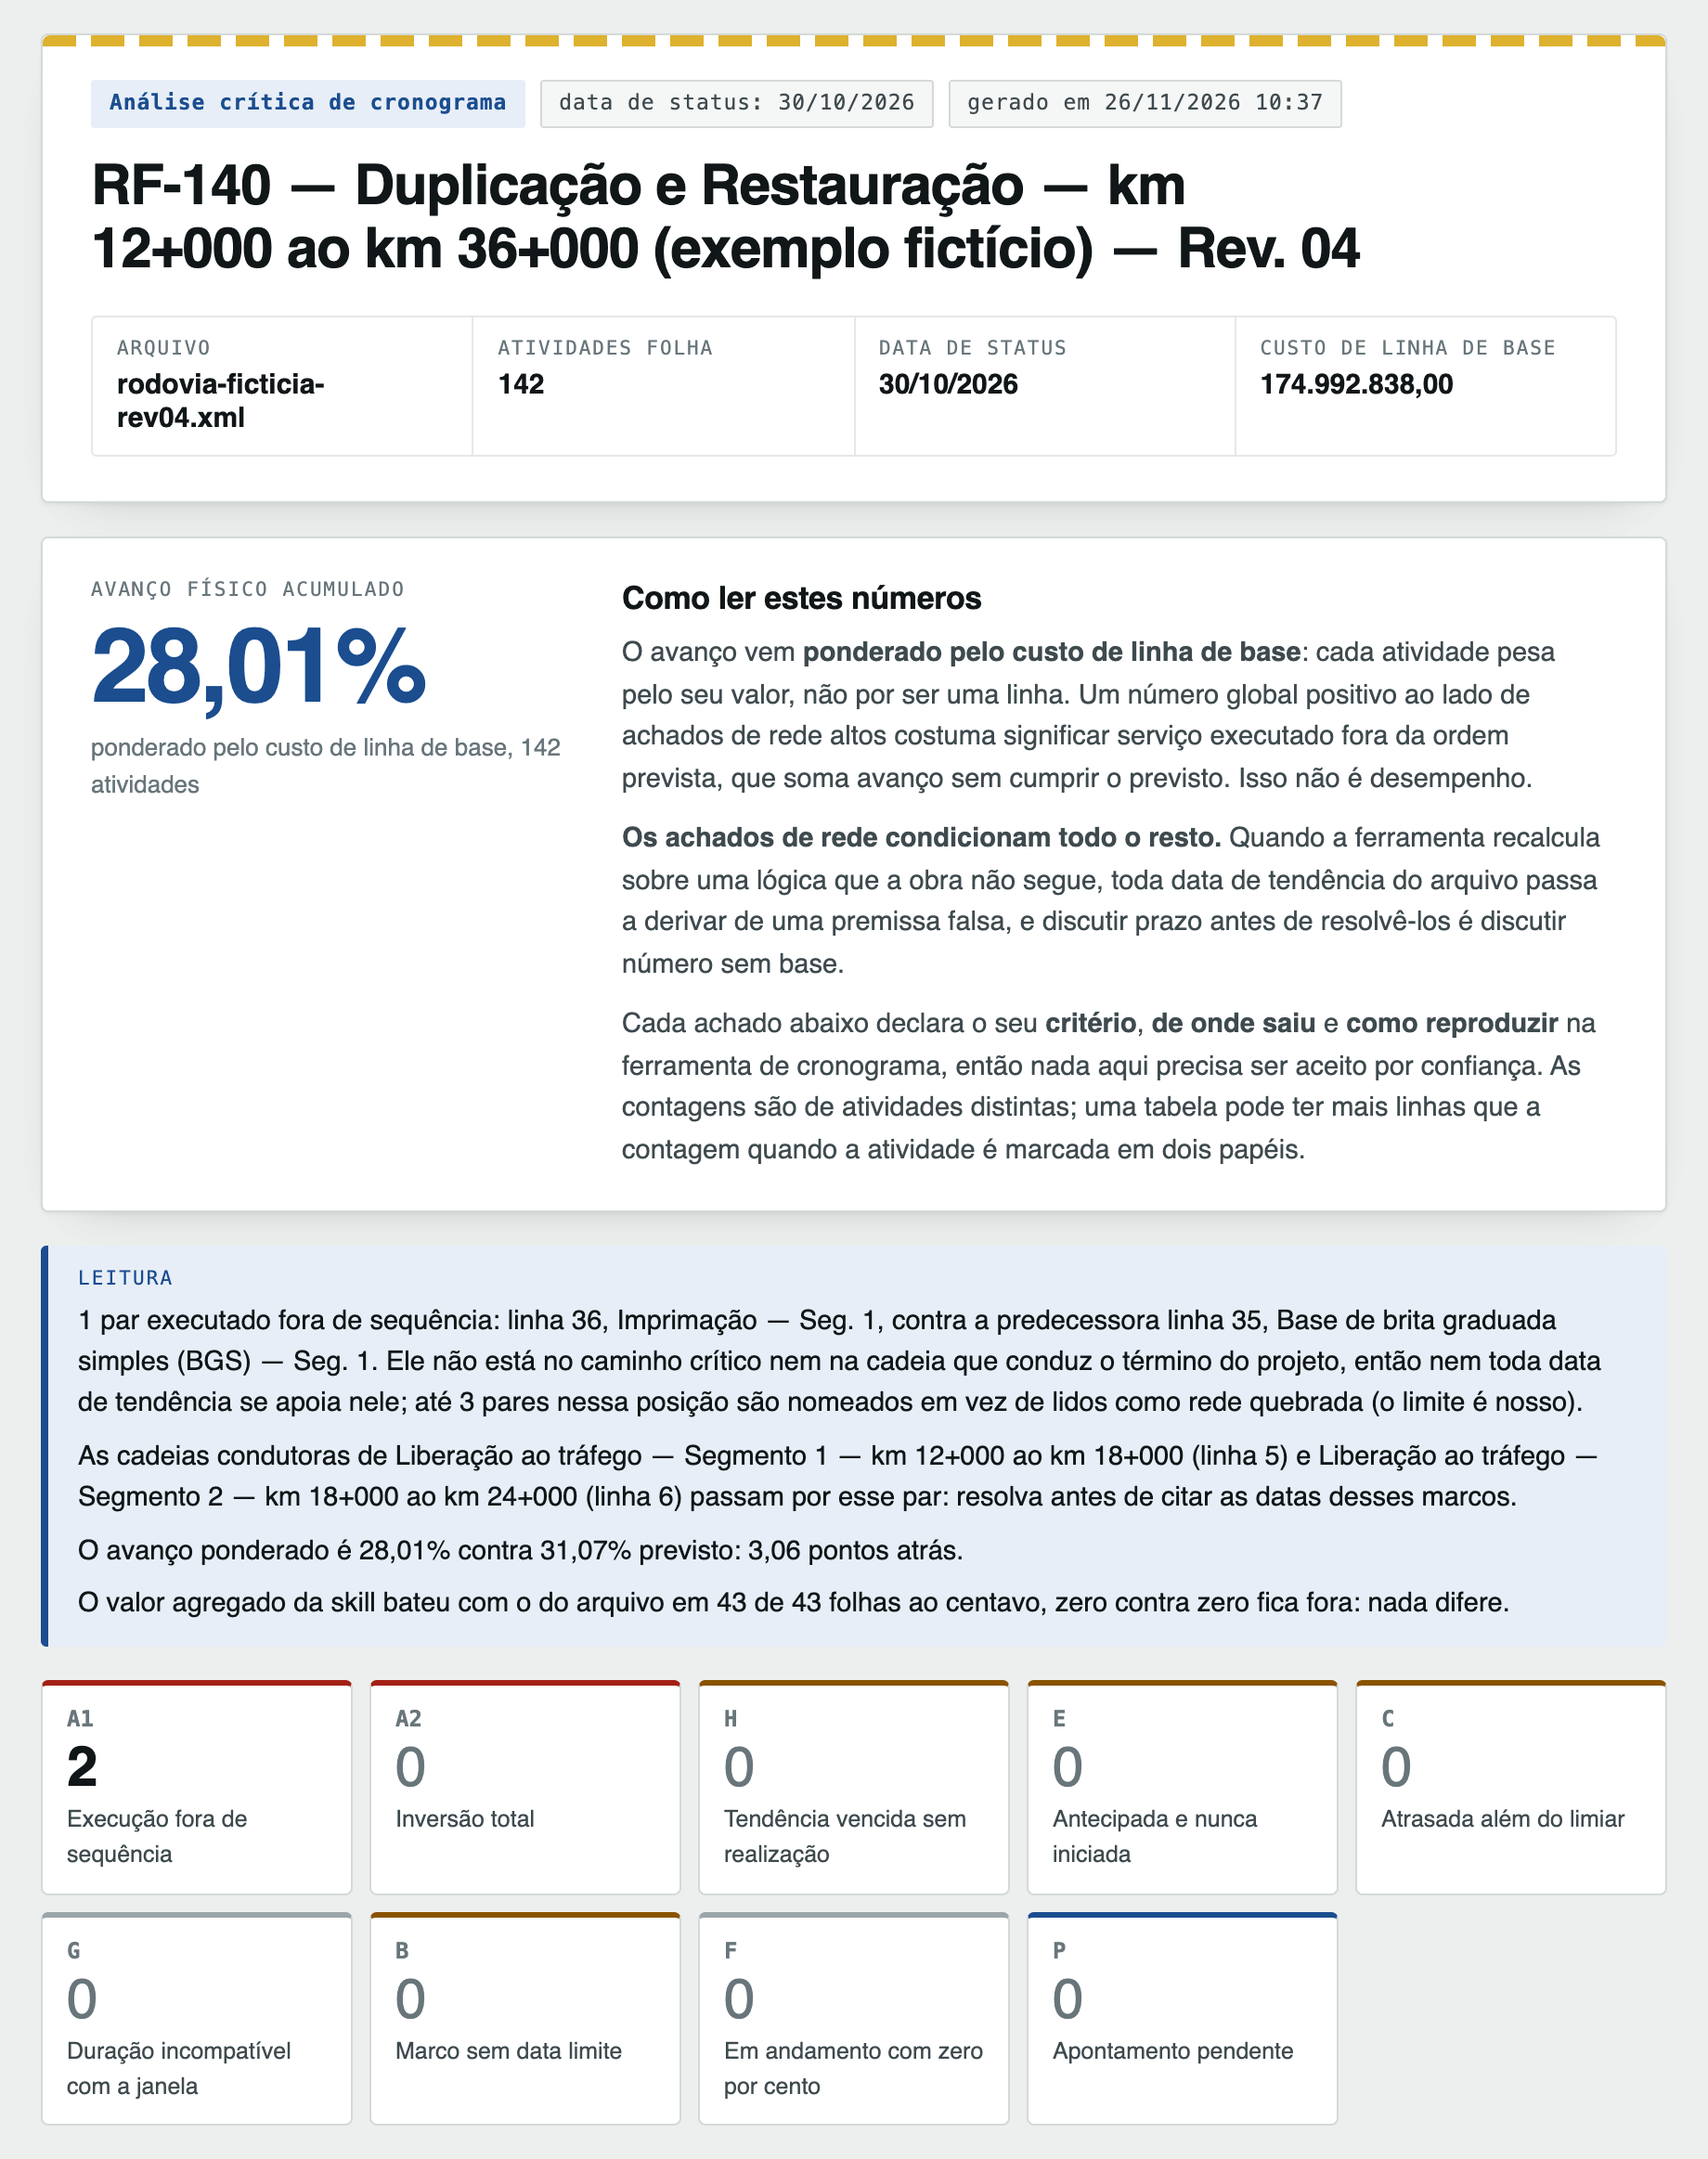 Análise crítica de cronograma
data de status: 30/10/2026
gerado em 26/11/2026 10:37
RF-140 — Duplicação e Restauração — km
12+000 ao km 36+000 (exemplo fictício) — Rev. 04
ARQUIVO
rodovia-ficticia-
rev04.xml
ATIVIDADES FOLHA
142
DATA DE STATUS
30/10/2026
CUSTO DE LINHA DE BASE
174.992.838,00
AVANÇO FÍSICO ACUMULADO
28,01%
ponderado pelo custo de linha de base, 142
atividades
Como ler estes números
O avanço vem ponderado pelo custo de linha de base: cada atividade pesa
pelo seu valor, não por ser uma linha. Um número global positivo ao lado de
achados de rede altos costuma significar serviço executado fora da ordem
prevista, que soma avanço sem cumprir o previsto. Isso não é desempenho.
Os achados de rede condicionam todo o resto. Quando a ferramenta recalcula
sobre uma lógica que a obra não segue, toda data de tendência do arquivo passa
a derivar de uma premissa falsa, e discutir prazo antes de resolvê-los é discutir
número sem base.
Cada achado abaixo declara o seu critério, de onde saiu e como reproduzir na
ferramenta de cronograma, então nada aqui precisa ser aceito por confiança. As
contagens são de atividades distintas; uma tabela pode ter mais linhas que a
contagem quando a atividade é marcada em dois papéis.
LEITURA
1 par executado fora de sequência: linha 36, Imprimação — Seg. 1, contra a predecessora linha 35, Base de brita graduada
simples (BGS) — Seg. 1. Ele não está no caminho crítico nem na cadeia que conduz o término do projeto, então nem toda data
de tendência se apoia nele; até 3 pares nessa posição são nomeados em vez de lidos como rede quebrada (o limite é nosso).
As cadeias condutoras de Liberação ao tráfego — Segmento 1 — km 12+000 ao km 18+000 (linha 5) e Liberação ao tráfego —
Segmento 2 — km 18+000 ao km 24+000 (linha 6) passam por esse par: resolva antes de citar as datas desses marcos.
O avanço ponderado é 28,01% contra 31,07% previsto: 3,06 pontos atrás.
O valor agregado da skill bateu com o do arquivo em 43 de 43 folhas ao centavo, zero contra zero fica fora: nada difere.
A1
2
Execução fora de
sequência
A2
0
Inversão total
H
0
Tendência vencida sem
realização
E
0
Antecipada e nunca
iniciada
C
0
Atrasada além do limiar
G
0
Duração incompatível
com a janela
B
0
Marco sem data limite
F
0
Em andamento com zero
por cento
P
0
Apontamento pendente